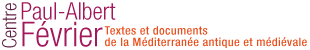 Centre
Paul-Albert
Février
Textes et documents
de la Méditerranée antique et médiévale